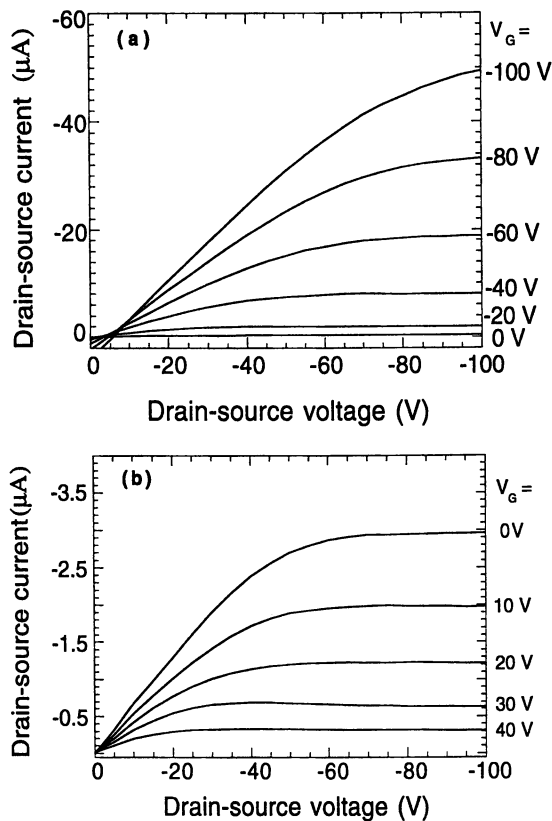 (a)
V_G =
-60
-40
-20
0
Drain-source current (μA)
-100 V
-80 V
-60 V
-40 V
-20 V
0 V
0 -20 -40 -60 -80 -100
Drain-source voltage (V)
(b)
V_G =
-3.5
-2.5
-1.5
-0.5
Drain-source current(μA)
0V
10 V
20 V
30 V
40 V
0 -20 -40 -60 -80 -100
Drain-source voltage (V)